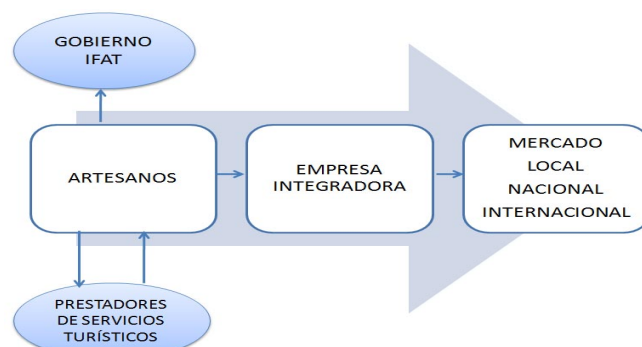 GOBIERNO
IFAT
ARTESANOS
EMPRESA
INTEGRADORA
MERCADO
LOCAL
NACIONAL
INTERNACIONAL
PRESTADORES
DE SERVICIOS
TURÍSTICOS